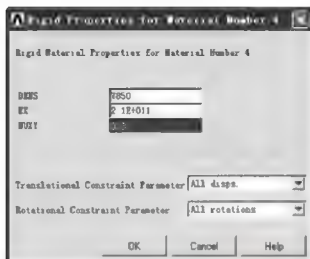 Rigid Properties for Material Number 4
Rigid Material Properties for Material Number 4
DENS 7850
EX 2.1E+011
NUXY
Translational Constraint Parameter All disps.
Rotational Constraint Parameter All rotations
OK Cancel Help